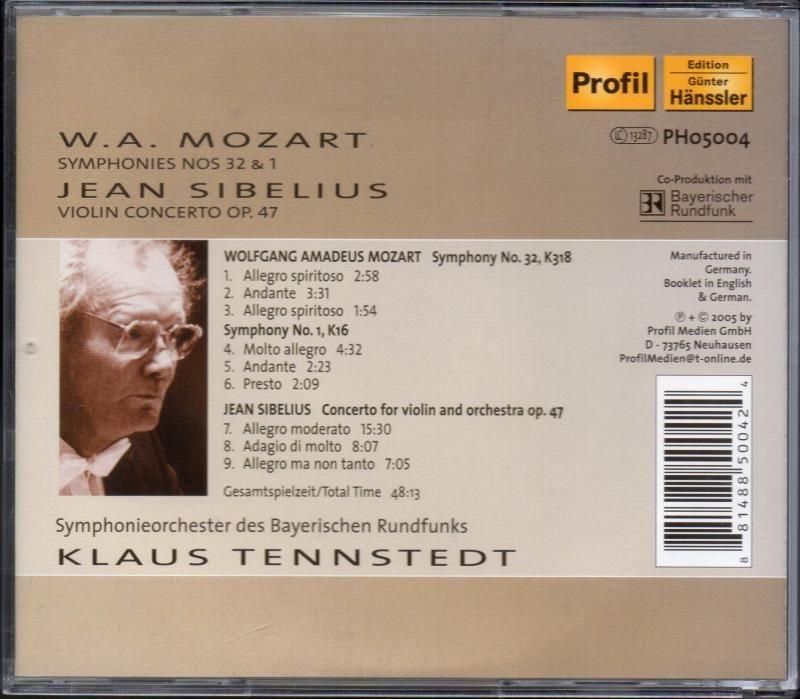 Profil
Edition
Günter
Hänssler
LC 13287 PH05004
W.A. MOZART
SYMPHONIES NOS 32 & 1
JEAN SIBELIUS
VIOLIN CONCERTO OP. 47
Co-Produktion mit
BR Bayerischer
Rundfunk
WOLFGANG AMADEUS MOZART Symphony No. 32, K318
1. Allegro spiritoso 2:58
2. Andante 3:31
3. Allegro spiritoso 1:54
Symphony No. 1, K16
4. Molto allegro 4:32
5. Andante 2:23
6. Presto 2:09
JEAN SIBELIUS Concerto for violin and orchestra op. 47
7. Allegro moderato 15:30
8. Adagio di molto 8:07
9. Allegro ma non tanto 7:05
Gesamtspielzeit/Total Time 48:13
Manufactured in
Germany.
Booklet in English
& German.
℗ + © 2005 by
Profil Medien GmbH
D - 73765 Neuhausen
ProfilMedien@t-online.de
8 81488 50042 4
Symphonieorchester des Bayerischen Rundfunks
KLAUS TENNSTEDT